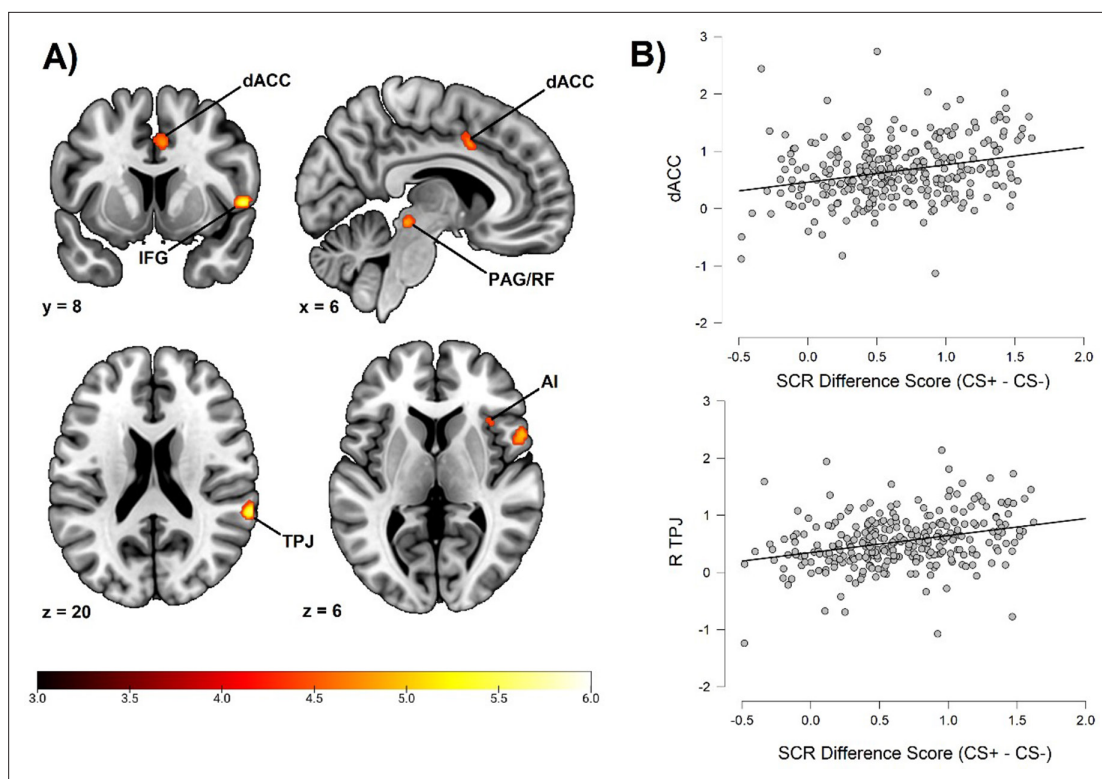 A)
dACC
dACC
IFG
PAG/RF
y = 8
x = 6
AI
TPJ
z = 20
z = 6
3.0 3.5 4.0 4.5 5.0 5.5 6.0
B)
3
2
1
0
-1
-2
dACC
-0.5 0.0 0.5 1.0 1.5 2.0
SCR Difference Score (CS+ - CS-)
3
2
1
0
-1
-2
R TPJ
-0.5 0.0 0.5 1.0 1.5 2.0
SCR Difference Score (CS+ - CS-)